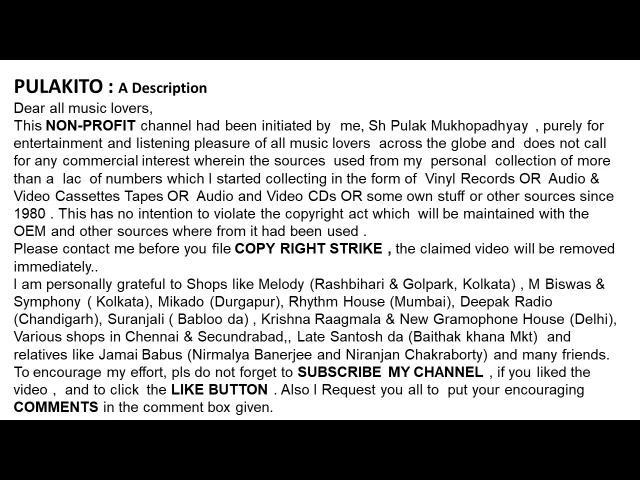 PULAKITO : A Description
Dear all music lovers,
This NON-PROFIT channel had been initiated by me, Sh Pulak Mukhopadhyay , purely for
entertainment and listening pleasure of all music lovers across the globe and does not call
for any commercial interest wherein the sources used from my personal collection of more
than a lac of numbers which I started collecting in the form of Vinyl Records OR Audio &
Video Cassettes Tapes OR Audio and Video CDs OR some own stuff or other sources since
1980 . This has no intention to violate the copyright act which will be maintained with the
OEM and other sources where from it had been used .
Please contact me before you file COPY RIGHT STRIKE , the claimed video will be removed
immediately..
I am personally grateful to Shops like Melody (Rashbihari & Golpark, Kolkata) , M Biswas &
Symphony ( Kolkata), Mikado (Durgapur), Rhythm House (Mumbai), Deepak Radio
(Chandigarh), Suranjali ( Babloo da) , Krishna Raagmala & New Gramophone House (Delhi),
Various shops in Chennai & Secundrabad,, Late Santosh da (Baithak khana Mkt) and
relatives like Jamai Babus (Nirmalya Banerjee and Niranjan Chakraborty) and many friends.
To encourage my effort, pls do not forget to SUBSCRIBE MY CHANNEL , if you liked the
video , and to click the LIKE BUTTON . Also I Request you all to put your encouraging
COMMENTS in the comment box given.